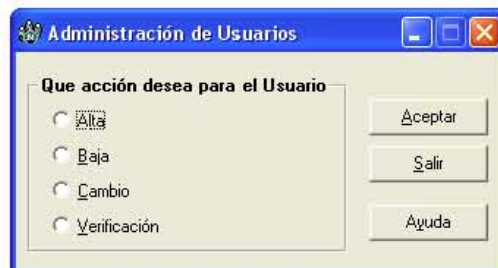 Administración de Usuarios
Que acción desea para el Usuario
Alta
Baja
Cambio
Verificación
Aceptar
Salir
Ayuda